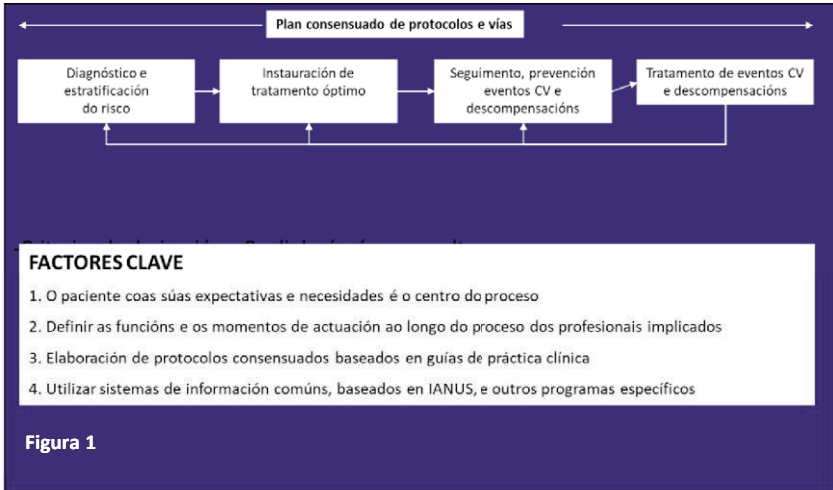 Plan consensuado de protocolos e vías
Diagnóstico e
estratificación
do risco
Instauración de
tratamento óptimo
Seguimento, prevención
eventos CV e
descompensacións
Tratamento de eventos CV
e descompensacións
FACTORES CLAVE
1. O paciente coas súas expectativas e necesidades é o centro do proceso
2. Definir as funcións e os momentos de actuación ao longo do proceso dos profesionais implicados
3. Elaboración de protocolos consensuados baseados en guías de práctica clínica
4. Utilizar sistemas de información comúns, baseados en IANUS, e outros programas específicos
Figura 1